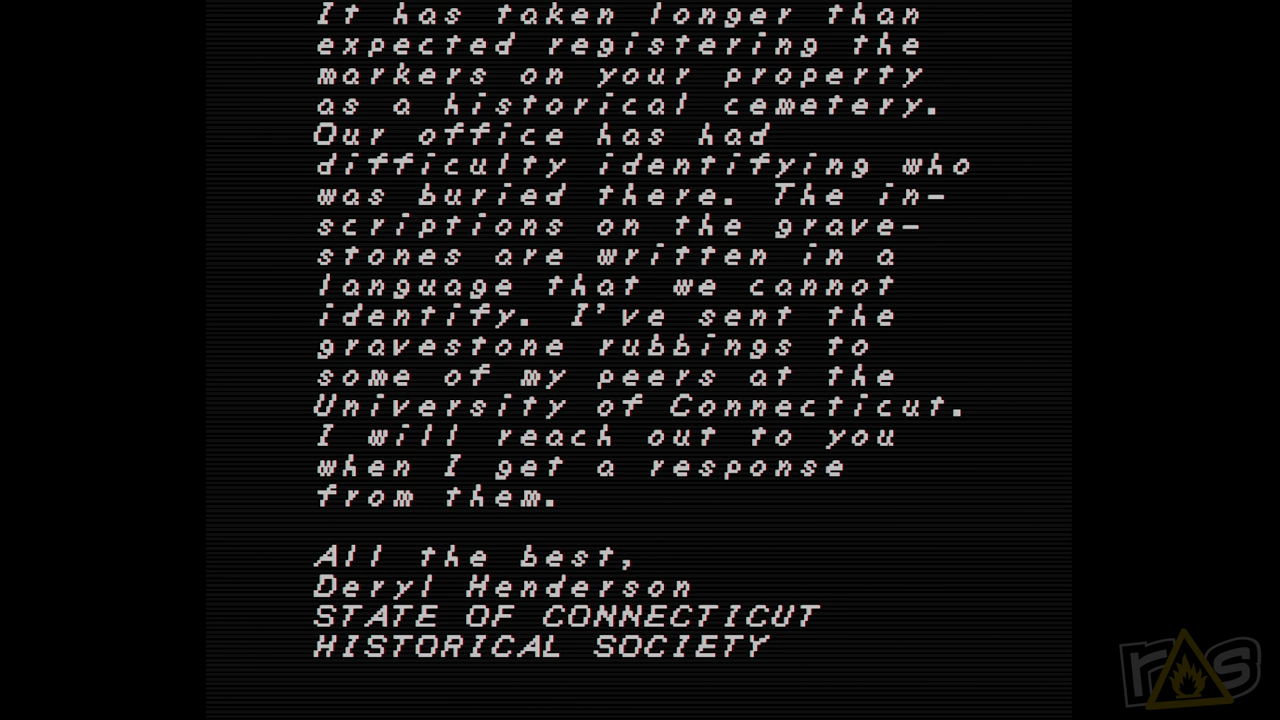 It has taken longer than
expected registering the
markers on your property
as a historical cemetery.
Our office has had
difficulty identifying who
was buried there. The in-
scriptions on the grave-
stones are written in a
language that we cannot
identify. I've sent the
gravestone rubbings to
some of my peers at the
University of Connecticut.
I will reach out to you
when I get a response
from them.
All the best,
Deryl Henderson
STATE OF CONNECTICUT
HISTORICAL SOCIETY